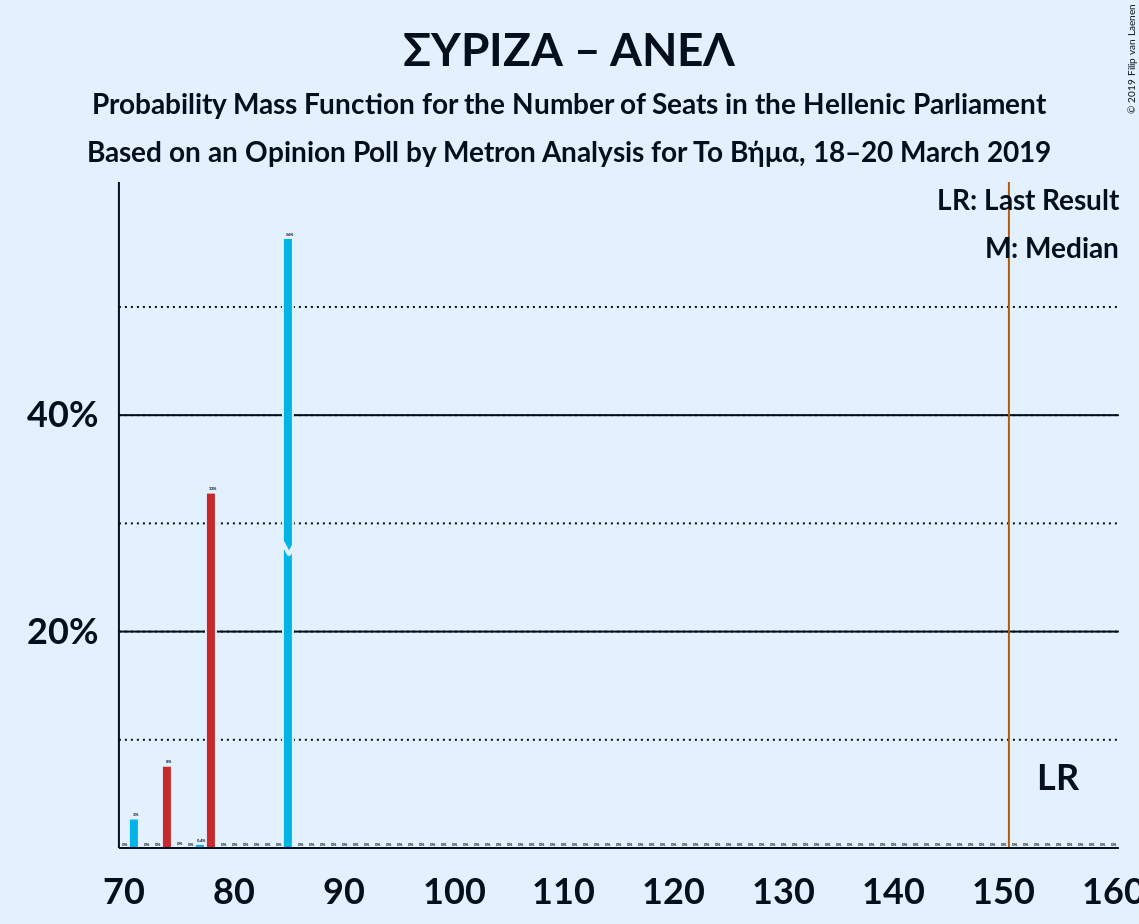 ΣΥΡΙΖΑ – ΑΝΕΛ
Probability Mass Function for the Number of Seats in the Hellenic Parliament
Based on an Opinion Poll by Metron Analysis for Το Βήμα, 18–20 March 2019
© 2019 Filip van Laenen
LR: Last Result
M: Median
40%
20%
LR
70 80 90 100 110 120 130 140 150 160